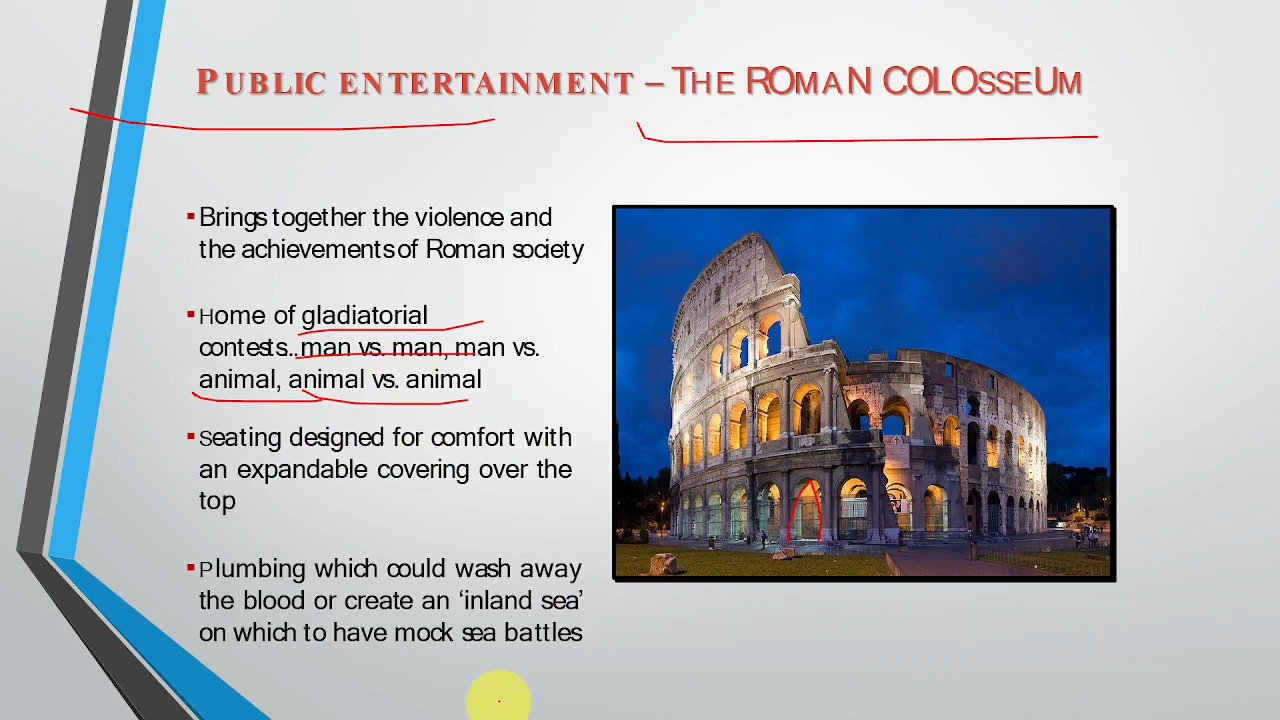 PUBLIC ENTERTAINMENT – THE ROMAN COLOSSEUM
▪Brings together the violence and
the achievements of Roman society
▪Home of gladiatorial
contests...man vs. man, man vs.
animal, animal vs. animal
▪Seating designed for comfort with
an expandable covering over the
top
▪Plumbing which could wash away
the blood or create an ‘inland sea’
on which to have mock sea battles